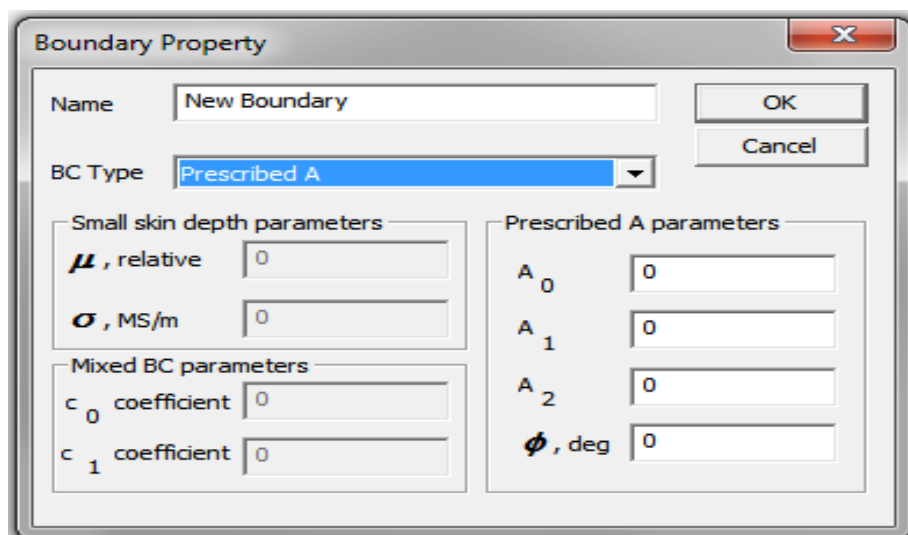 Boundary Property
Name New Boundary OK
Cancel
BC Type Prescribed A
Small skin depth parameters
μ, relative 0
σ, MS/m 0
Mixed BC parameters
c 0 coefficient 0
c 1 coefficient 0
Prescribed A parameters
A 0 0
A 1 0
A 2 0
ϕ, deg 0